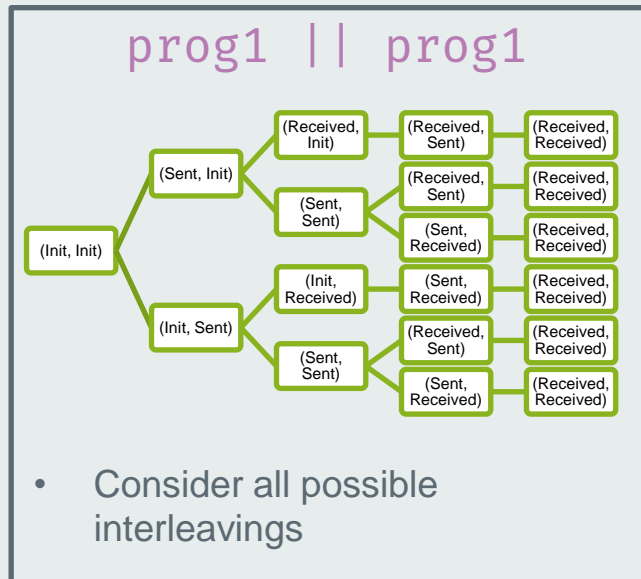 prog1 || prog1
(Init, Init)
(Sent, Init)
(Received,
Init)
(Received,
Sent)
(Received,
Received)
(Sent,
Sent)
(Received,
Sent)
(Received,
Received)
(Sent,
Received)
(Received,
Received)
(Init, Sent)
(Init,
Received)
(Sent,
Received)
(Received,
Received)
(Sent,
Sent)
(Received,
Sent)
(Received,
Received)
(Sent,
Received)
(Received,
Received)
• Consider all possible
interleavings